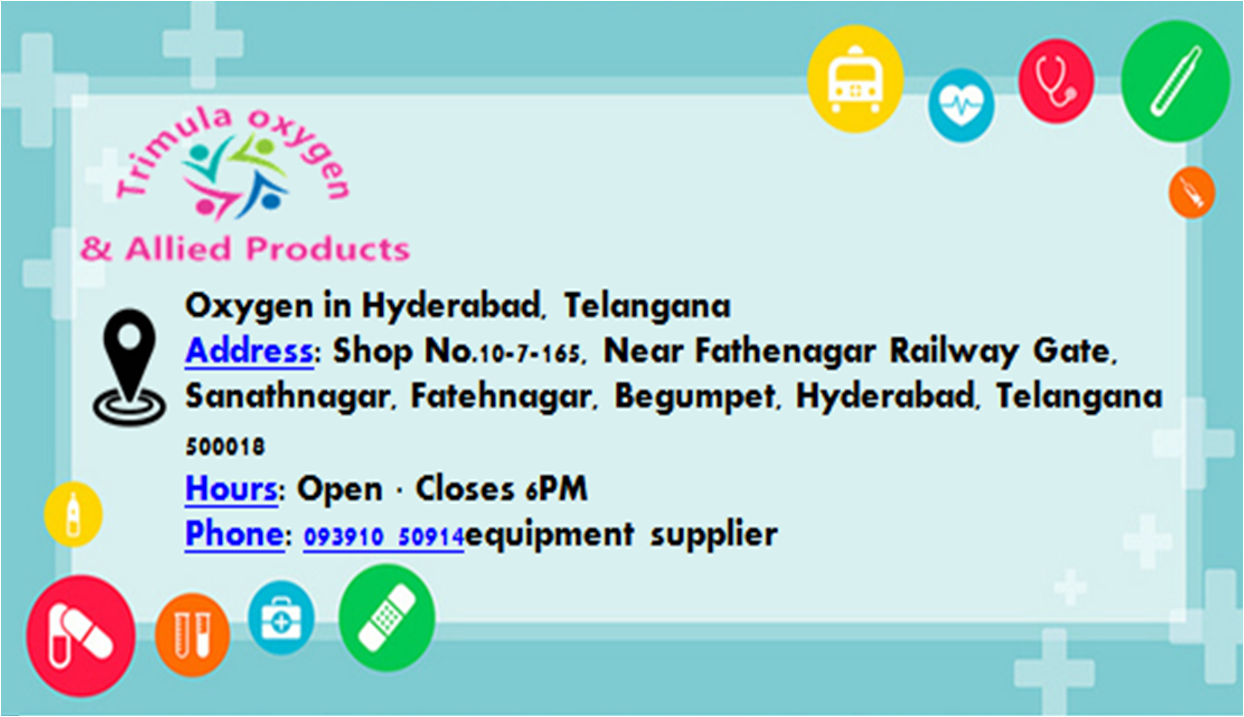 Trimula oxygen
& Allied Products
Oxygen in Hyderabad, Telangana
Address: Shop No.10-7-165, Near Fathenagar Railway Gate,
Sanathnagar, Fatehnagar, Begumpet, Hyderabad, Telangana
500018
Hours: Open · Closes 6PM
Phone: 093910 50914equipment supplier